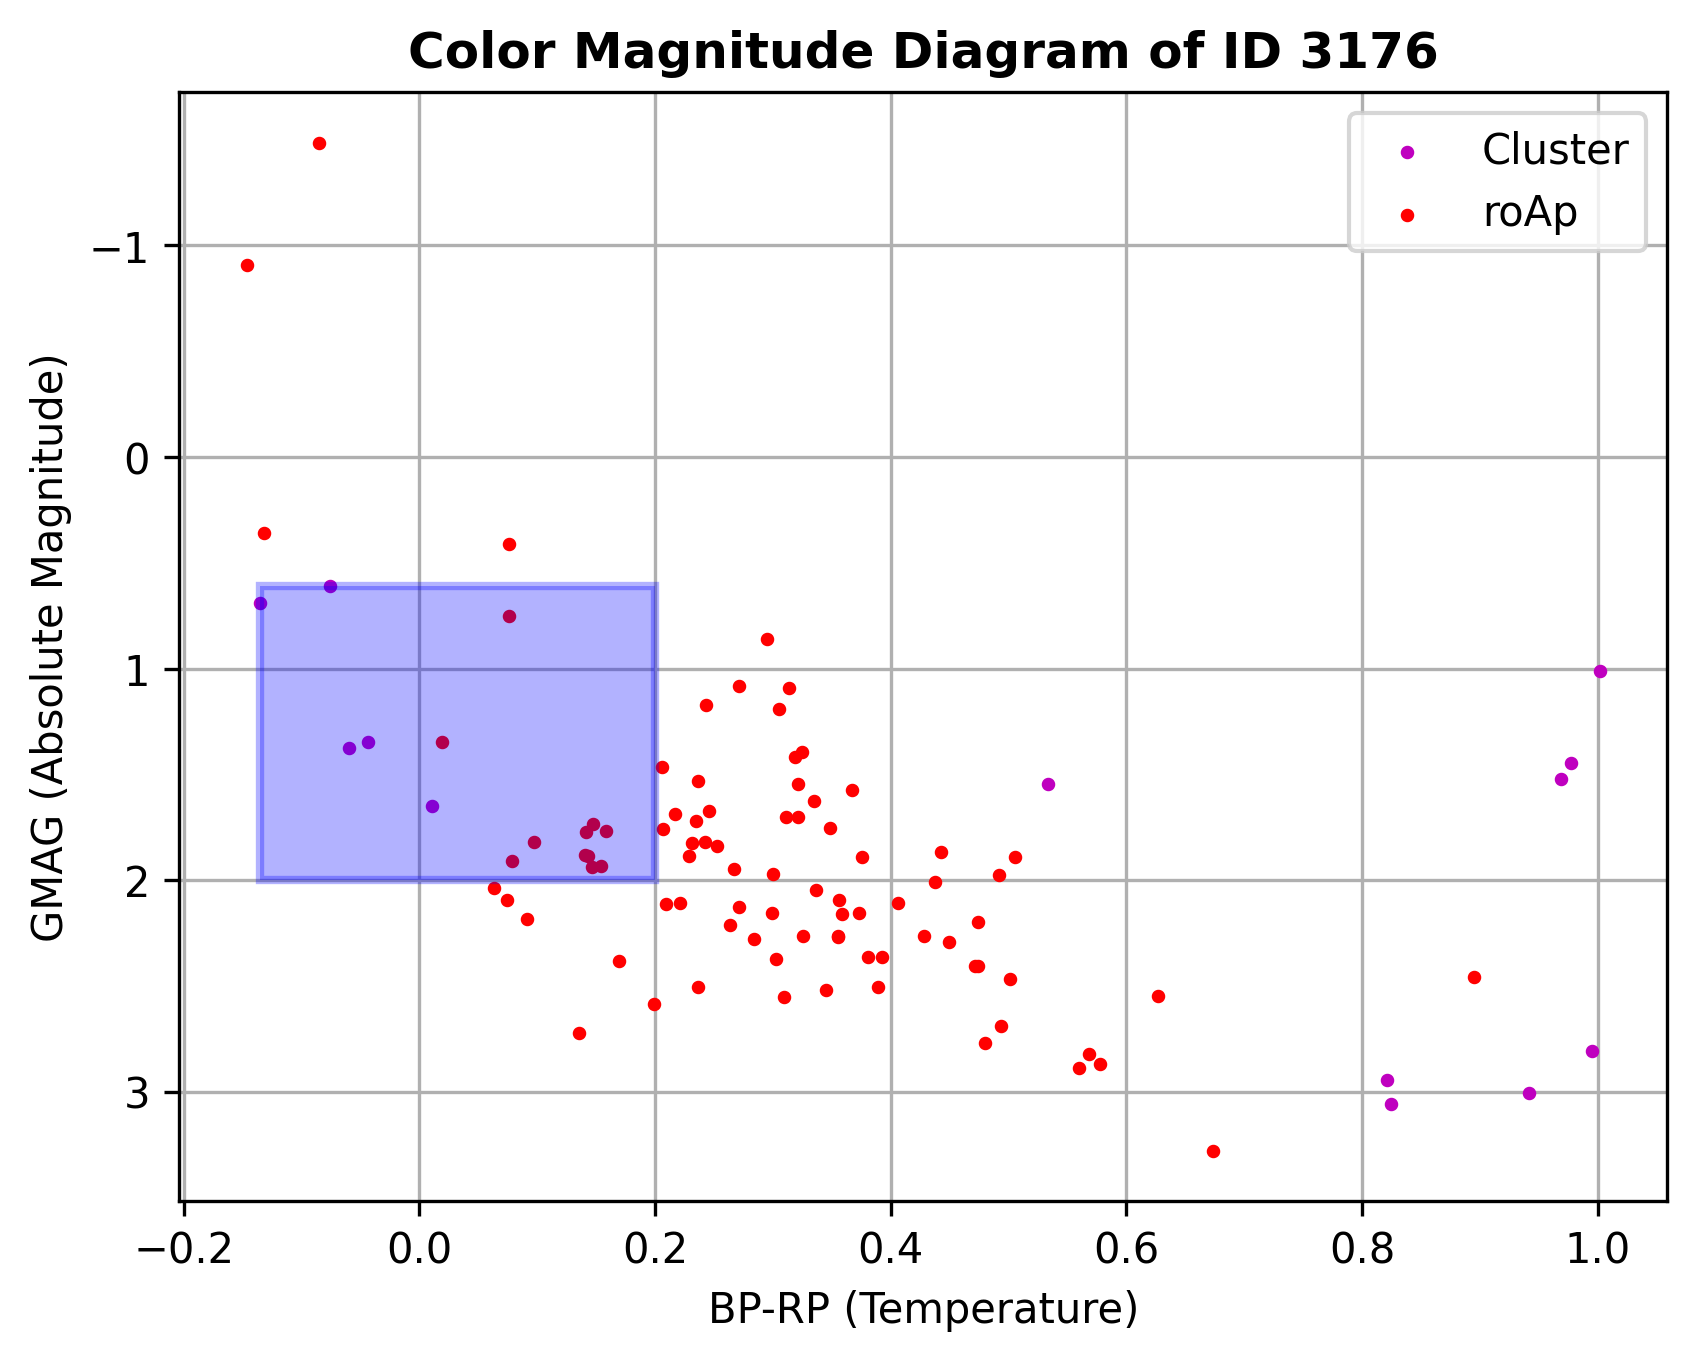 Color Magnitude Diagram of ID 3176
Cluster
roAp
GMAG (Absolute Magnitude)
−1
0
1
2
3
−0.2 0.0 0.2 0.4 0.6 0.8 1.0
BP-RP (Temperature)